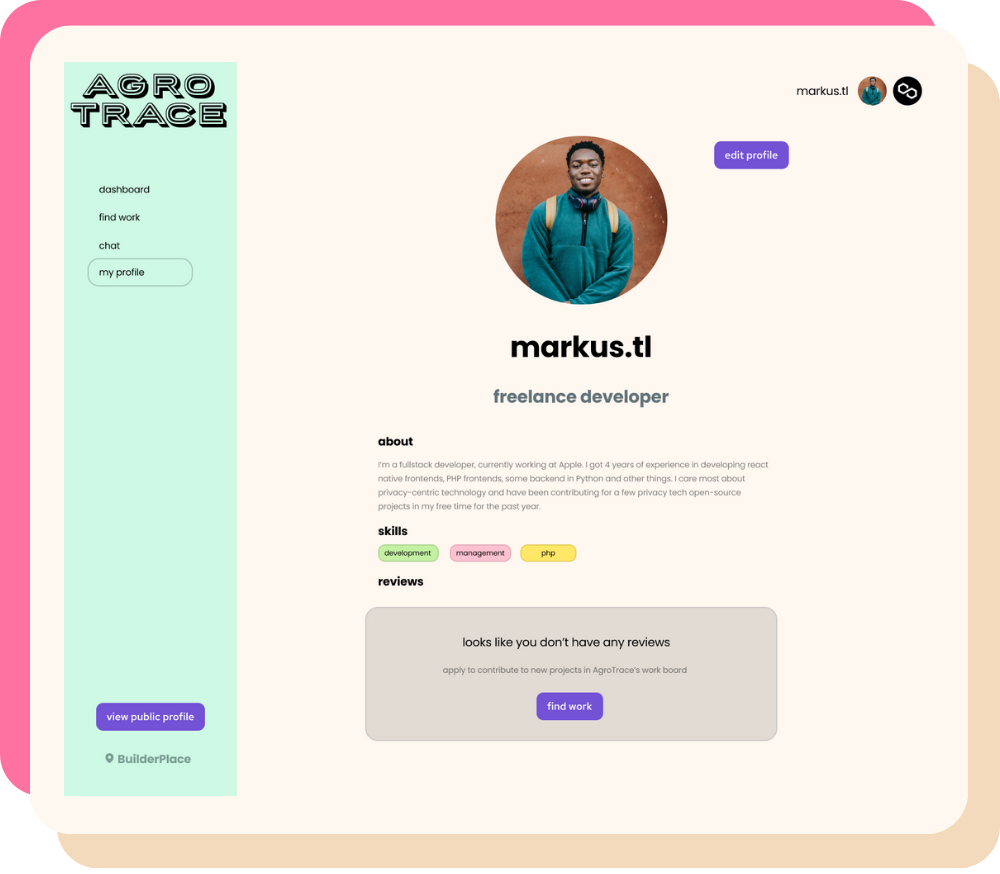 AGRO
TRACE
markus.tl
edit profile
dashboard
find work
chat
my profile
markus.tl
freelance developer
about
I'm a fullstack developer, currently working at Apple. I got 4 years of experience in developing react
native frontends, PHP frontends, some backend in Python and other things. I care most about
privacy-centric technology and have been contributing for a few privacy tech open-source
projects in my free time for the past year.
skills
development management php
reviews
looks like you don't have any reviews
apply to contribute to new projects in AgroTrace's work board
find work
view public profile
BuilderPlace